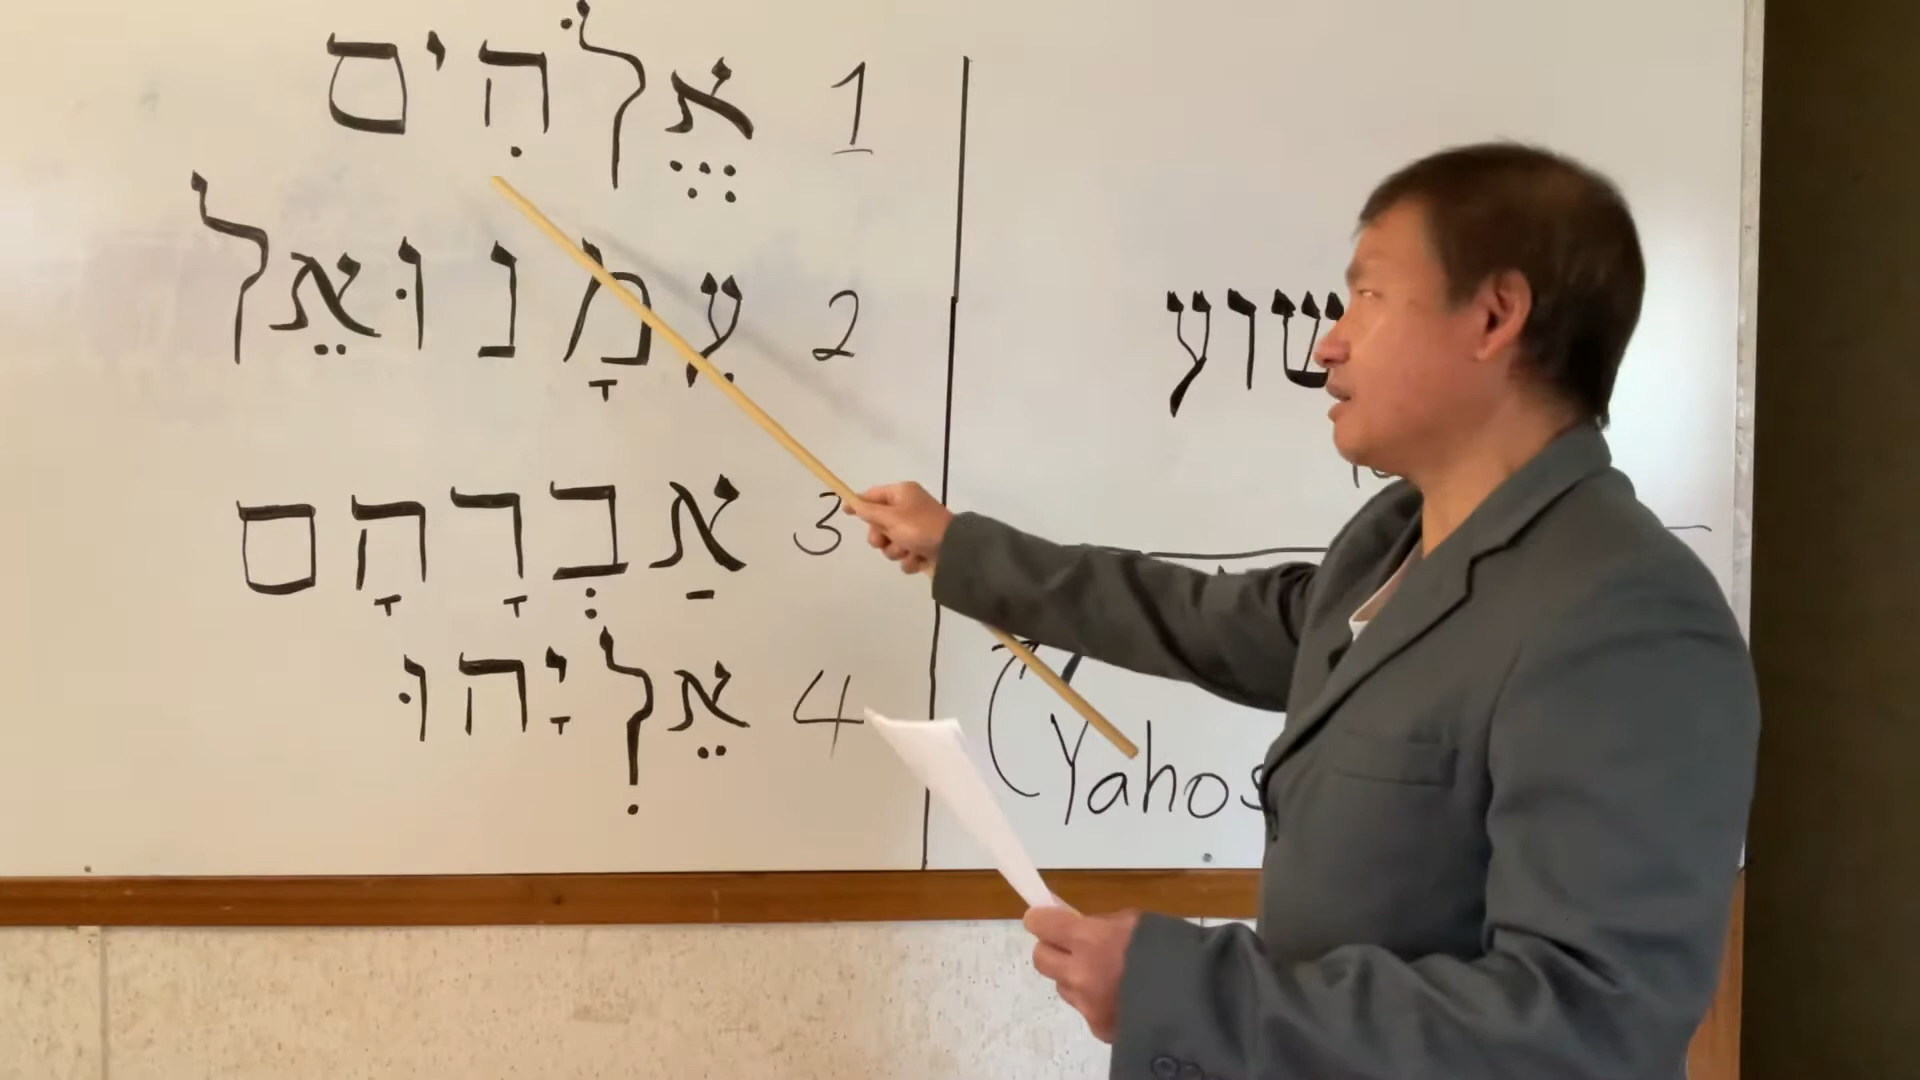 אֱלֹהִים 1
עִמָנוּאֵל 2
אַבְרָהָם 3
אֵלִיָהוּ 4
שוע
(Yahos